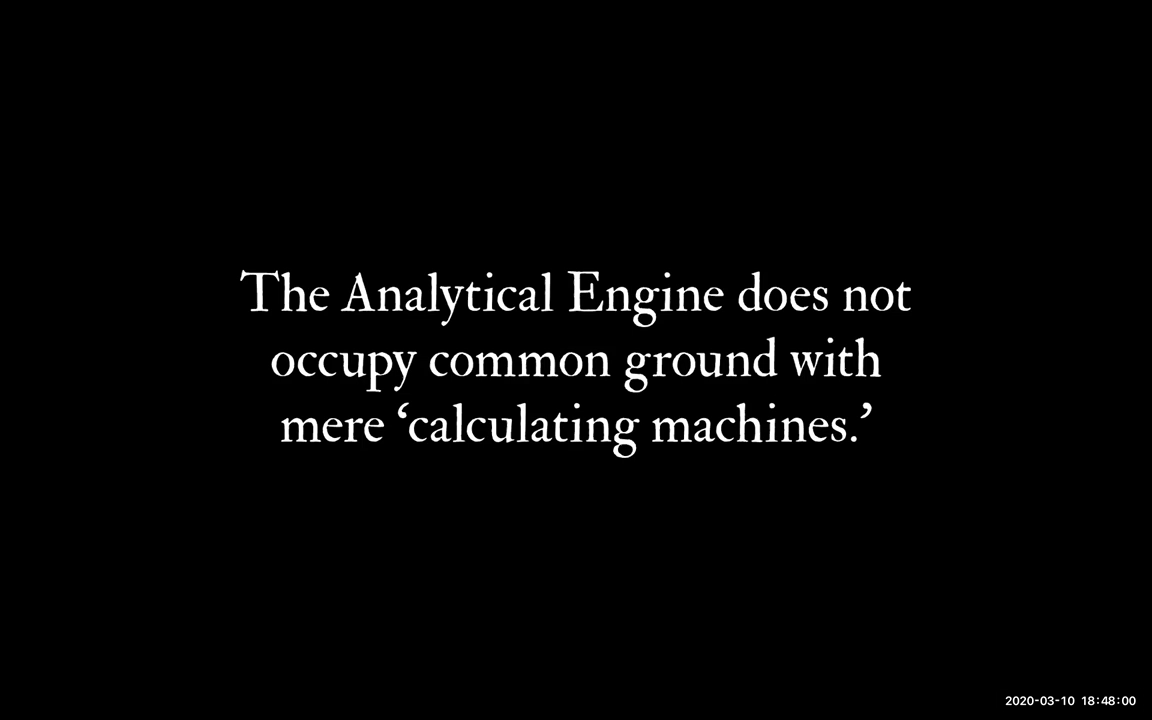 The Analytical Engine does not
occupy common ground with
mere ‘calculating machines.’
2020-03-10 18:48:00